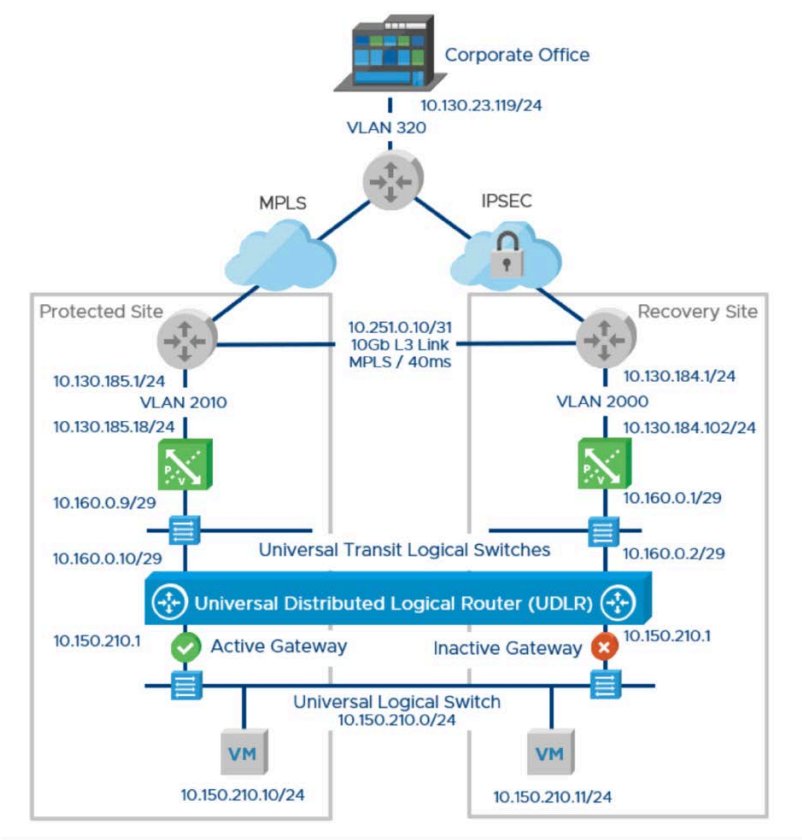 Corporate Office
10.130.23.119/24
VLAN 320
MPLS
IPSEC
Protected Site
Recovery Site
10.251.0.10/31
10Gb L3 Link
MPLS / 40ms
10.130.185.1/24
10.130.184.1/24
VLAN 2010
VLAN 2000
10.130.185.18/24
10.130.184.102/24
P V
P V
10.160.0.9/29
10.160.0.1/29
Universal Transit Logical Switches
10.160.0.10/29
10.160.0.2/29
Universal Distributed Logical Router (UDLR)
10.150.210.1
Active Gateway
Inactive Gateway
10.150.210.1
Universal Logical Switch
10.150.210.0/24
VM
VM
10.150.210.10/24
10.150.210.11/24